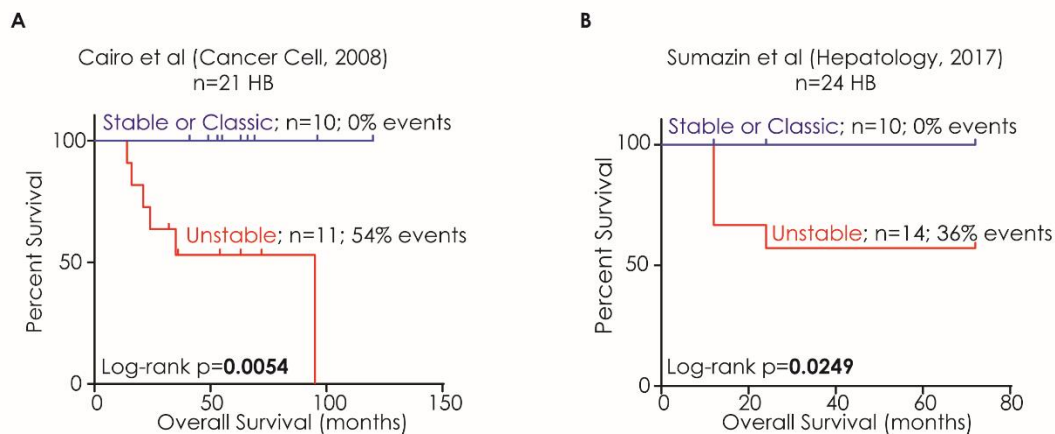 A
Cairo et al (Cancer Cell, 2008)
n=21 HB
Stable or Classic; n=10; 0% events
100
Unstable; n=11; 54% events
50
Percent Survival
Log-rank p=0.0054
0
0 50 100 150
Overall Survival (months)
B
Sumazin et al (Hepatology, 2017)
n=24 HB
Stable or Classic; n=10; 0% events
100
Unstable; n=14; 36% events
50
Percent Survival
Log-rank p=0.0249
0
0 20 40 60 80
Overall Survival (months)